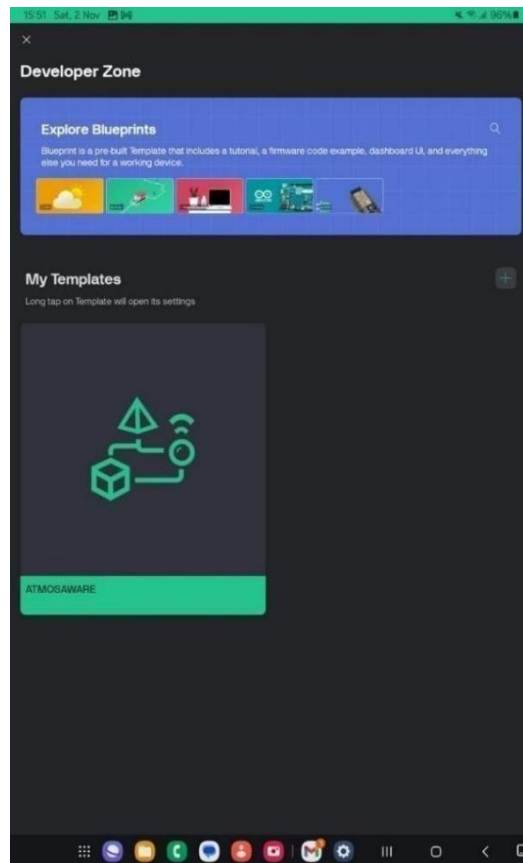 15:51 Sat, 2 Nov
96%
Developer Zone
Explore Blueprints
Blueprint is a pre-built Template that includes a tutorial, a firmware code example, dashboard UI, and everything
else you need for a working device.
My Templates
Long tap on Template will open its settings
ATMOSAWARE